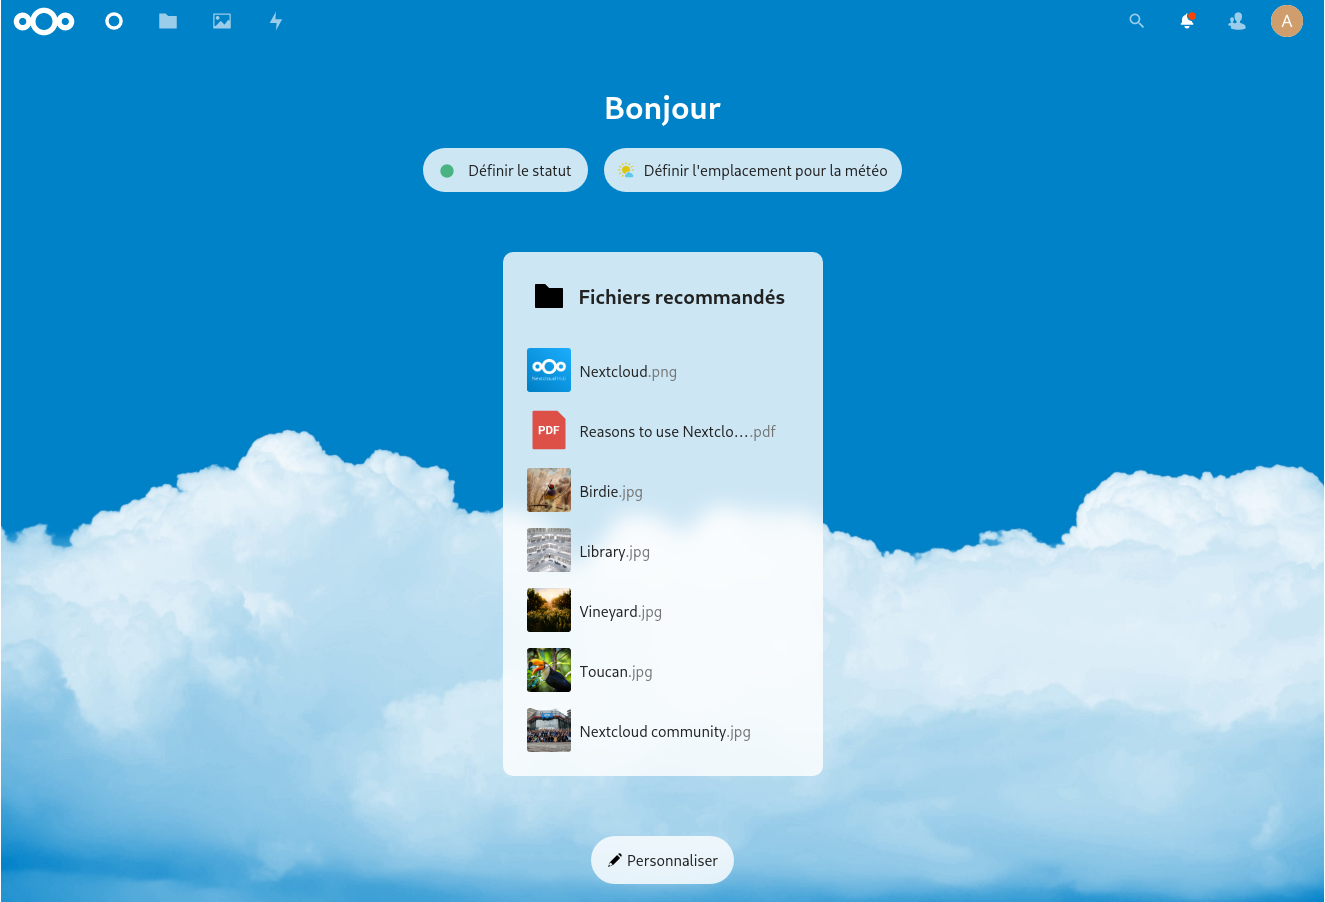 A
Bonjour
Définir le statut
Définir l'emplacement pour la météo
Fichiers recommandés
Nextcloud.png
PDF
Reasons to use Nextclo....pdf
Birdie.jpg
Library.jpg
Vineyard.jpg
Toucan.jpg
Nextcloud community.jpg
Personnaliser